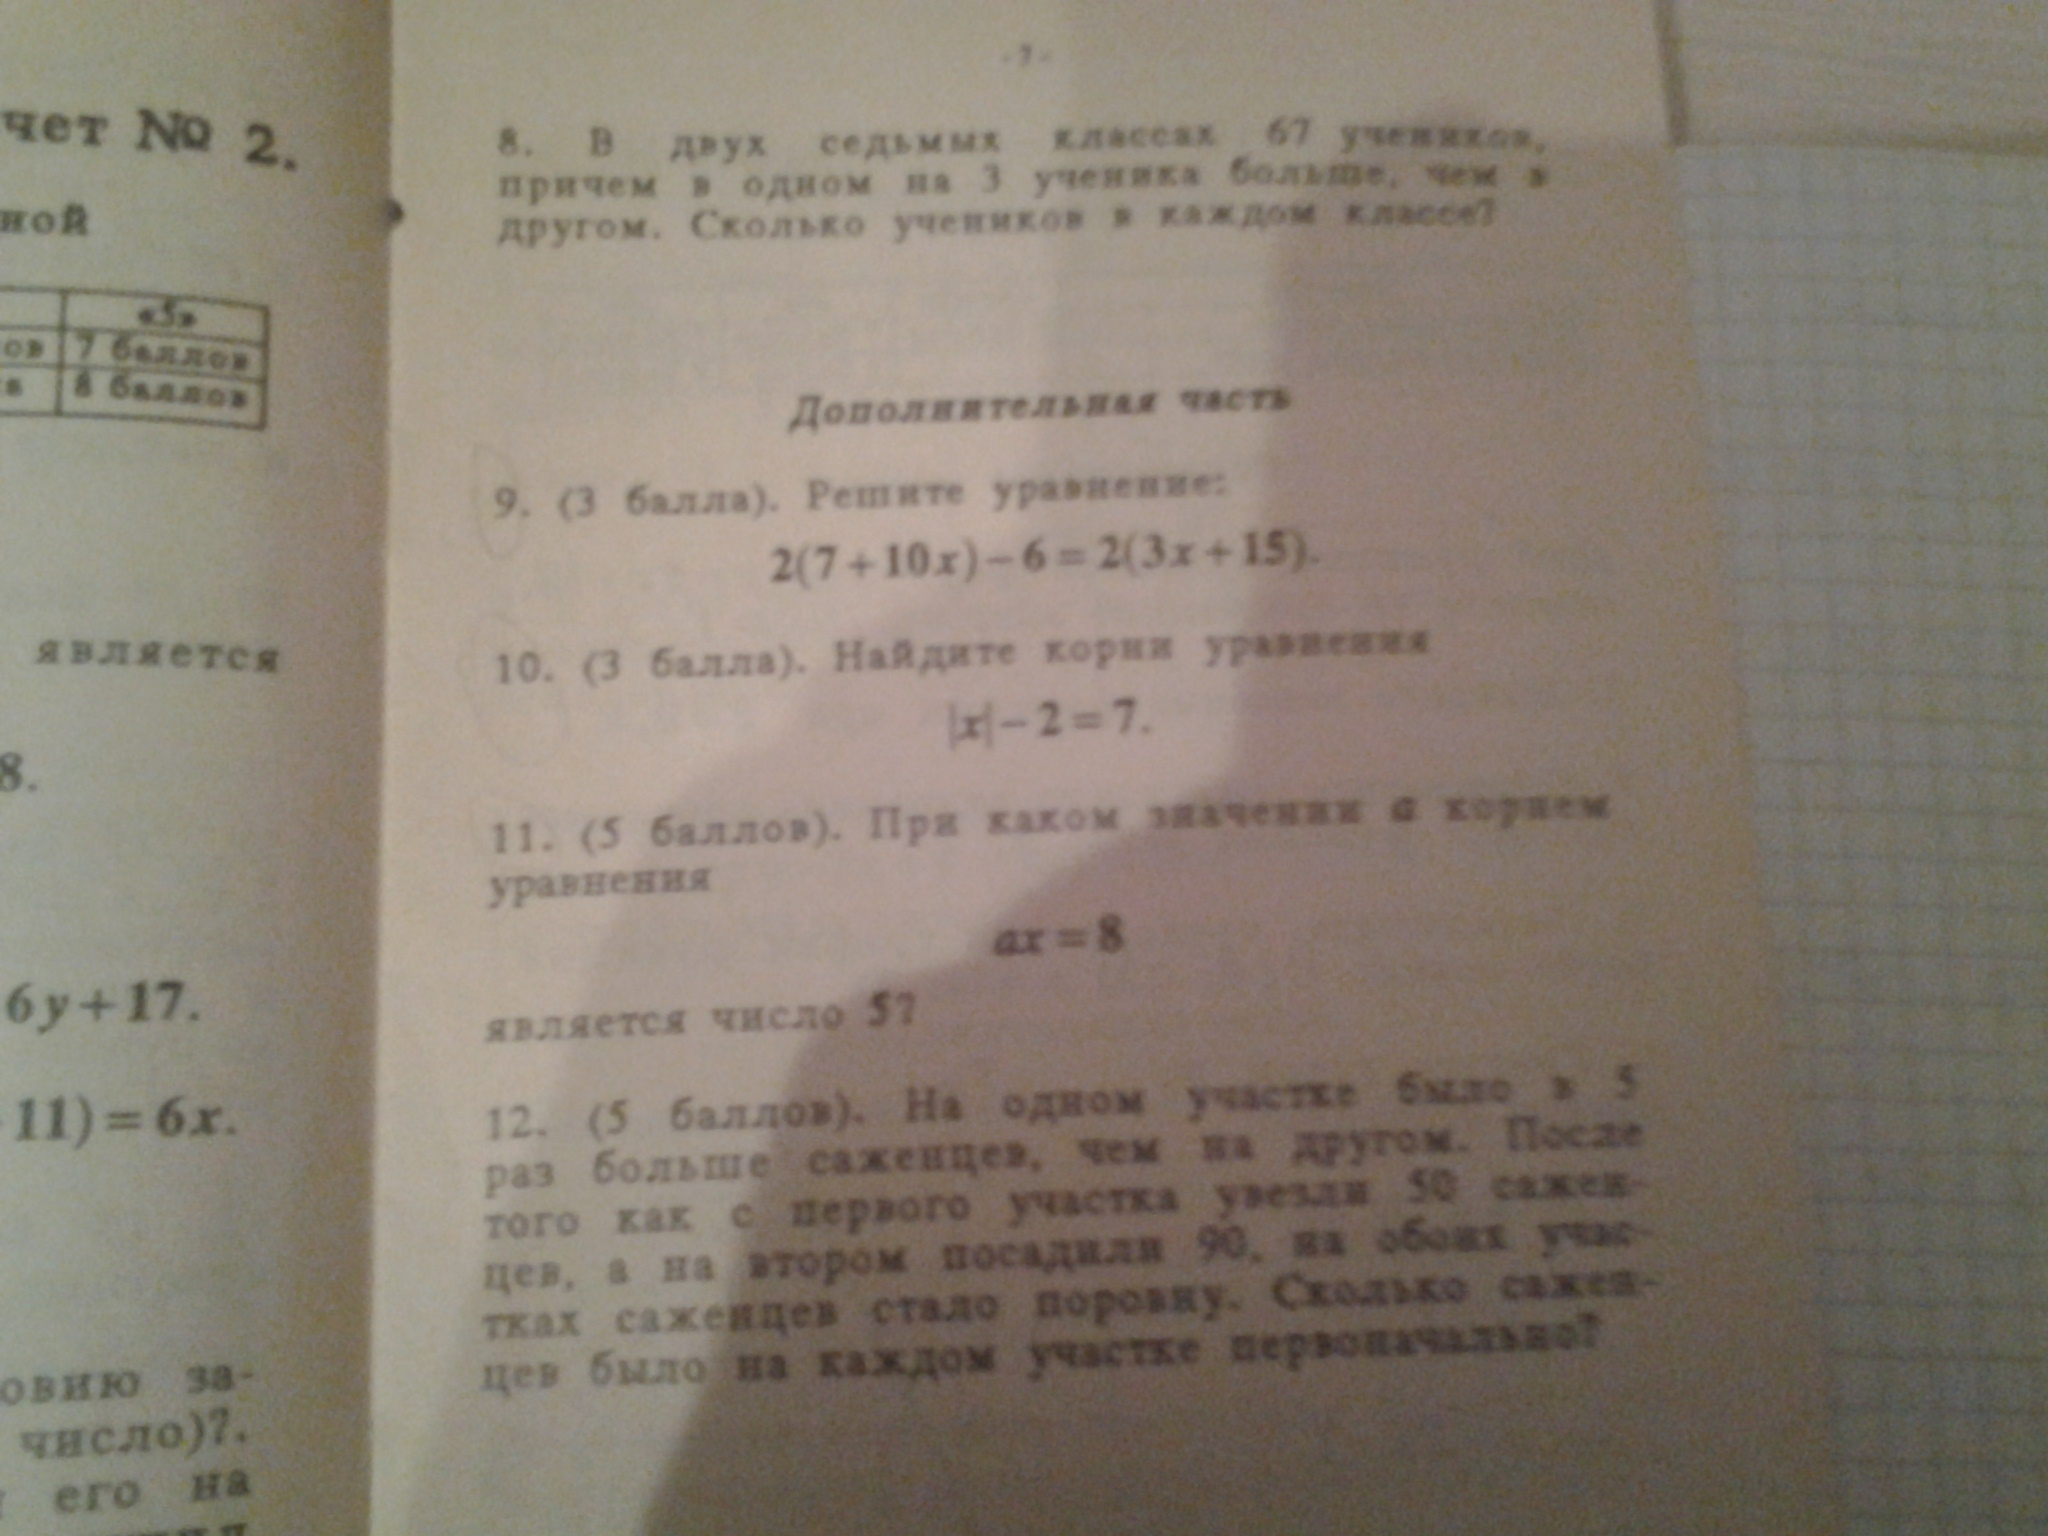 чет № 2.
ной
«5»
ов 7 баллов
8 баллов
является
8.
6y+17.
11)=6x.
овию за-
число)?.
его на
- 7 -
8. В двух седьмых классах 67 учеников,
причем в одном на 3 ученика больше, чем в
другом. Сколько учеников в каждом классе?
Дополнительная часть
9. (3 балла). Решите уравнение:
2(7+10x)−6=2(3x+15).
10. (3 балла). Найдите корни уравнения
|x|−2=7.
11. (5 баллов). При каком значении a корнем
уравнения
ax=8
является число 5?
12. (5 баллов). На одном участке было в 5
раз больше саженцев, чем на другом. После
того как с первого участка увезли 50 сажен-
цев, а на втором посадили 90, на обоих учас-
тках саженцев стало поровну. Сколько сажен-
цев было на каждом участке первоначально?